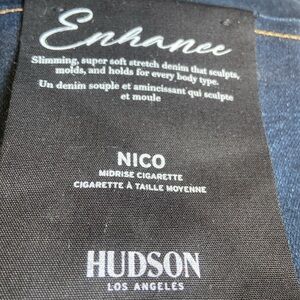 Enhance
Slimming, super soft stretch denim that sculpts,
molds, and holds for every body type.
Un denim souple et amincissant qui sculpte
et moule
NICO
MIDRISE CIGARETTE
CIGARETTE À TAILLE MOYENNE
HUDSON
LOS ANGELES